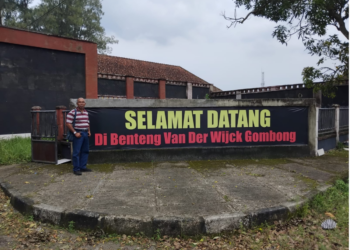 SELAMAT DATANG
Di Benteng Van Der Wijck Gombong